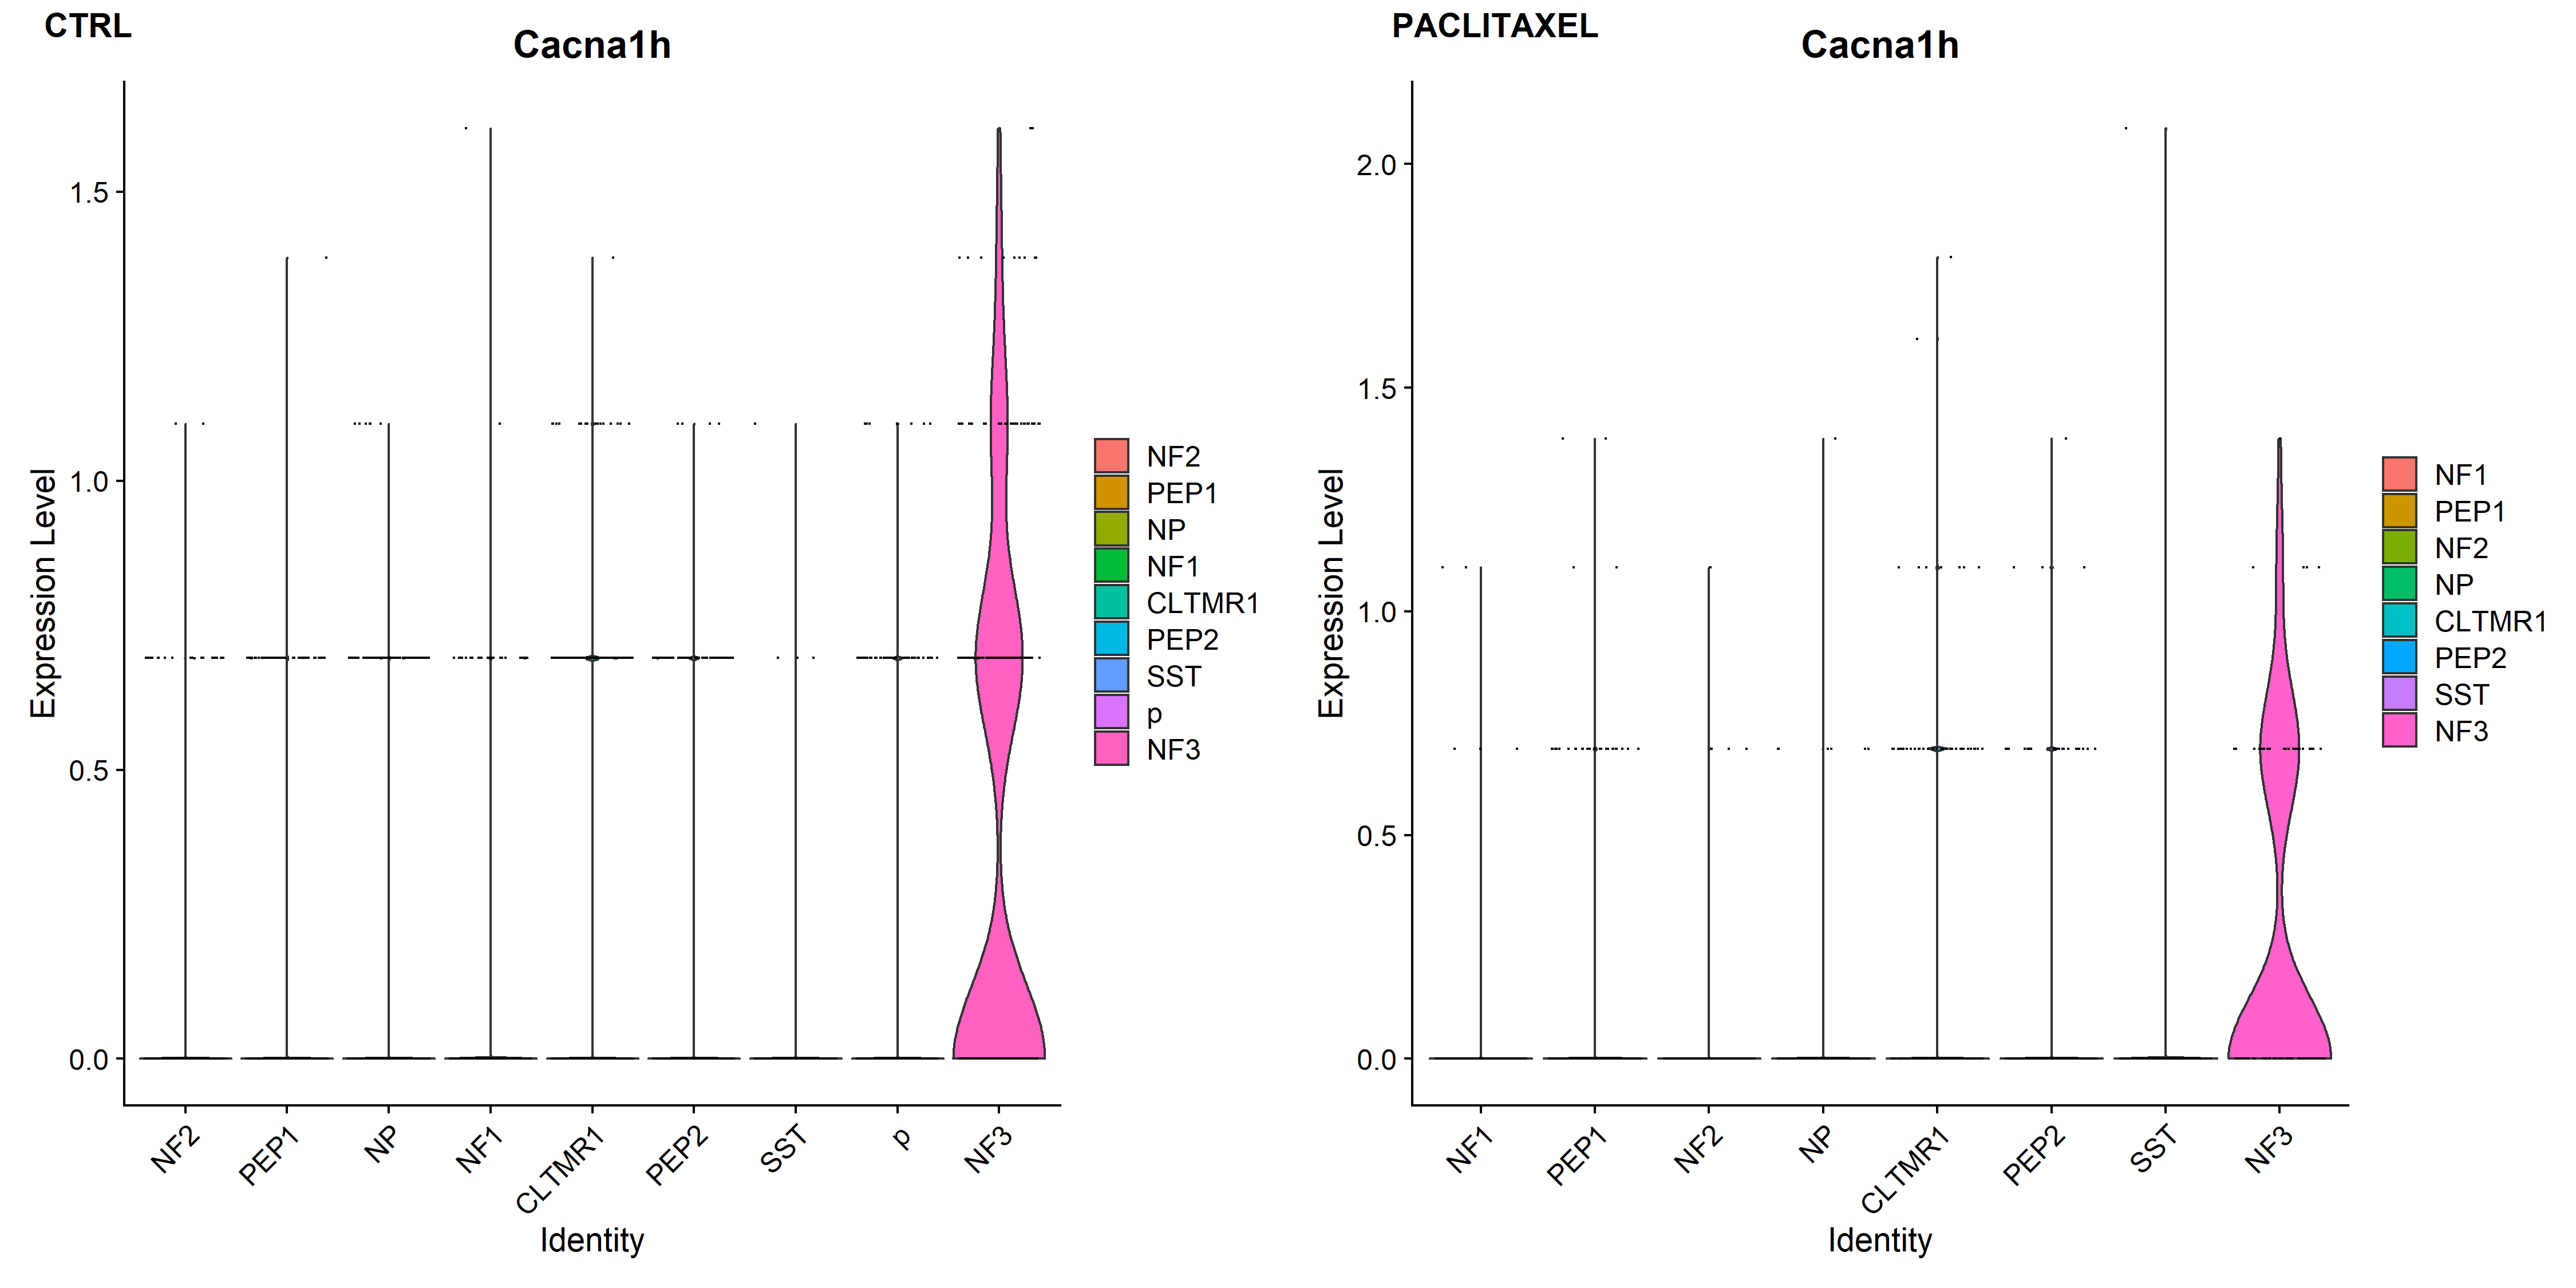 CTRL
Cacna1h
Expression Level
1.5
1.0
0.5
0.0
NF2
PEP1
NP
NF1
CLTMR1
PEP2
SST
p
NF3
Identity
NF2
PEP1
NP
NF1
CLTMR1
PEP2
SST
p
NF3
PACLITAXEL
Cacna1h
Expression Level
2.0
1.5
1.0
0.5
0.0
NF1
PEP1
NF2
NP
CLTMR1
PEP2
SST
NF3
Identity
NF1
PEP1
NF2
NP
CLTMR1
PEP2
SST
NF3